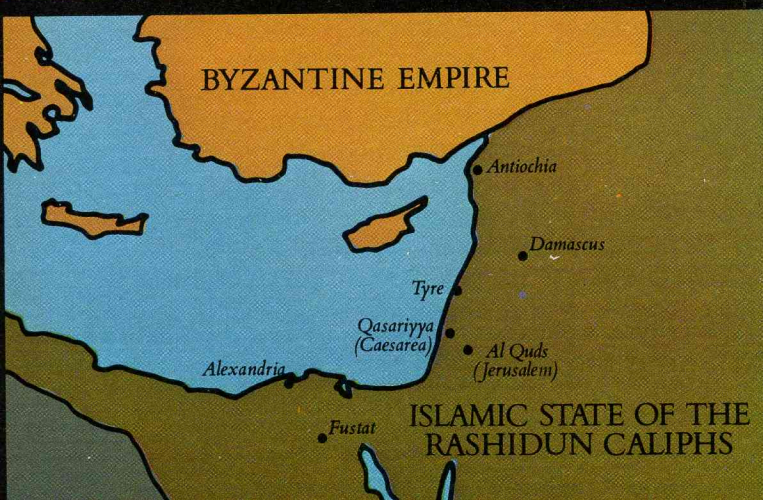 BYZANTINE EMPIRE
Antiochia
Damascus
Tyre
Qasariyya
(Caesarea)
Al Quds
(Jerusalem)
Alexandria
Fustat
ISLAMIC STATE OF THE
RASHIDUN CALIPHS